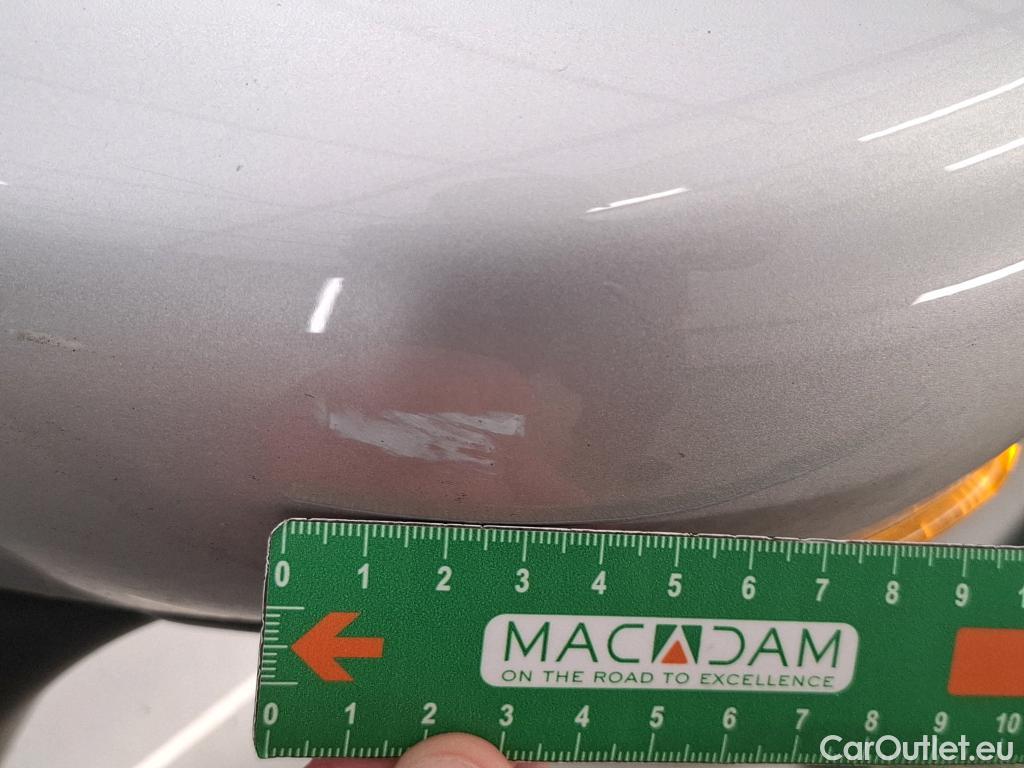 0 1 2 3 4 5 6 7 8 9 1
MACADAM
ON THE ROAD TO EXCELLENCE
0 1 2 3 4 5 6 7 8 9 10
CarOutlet.eu